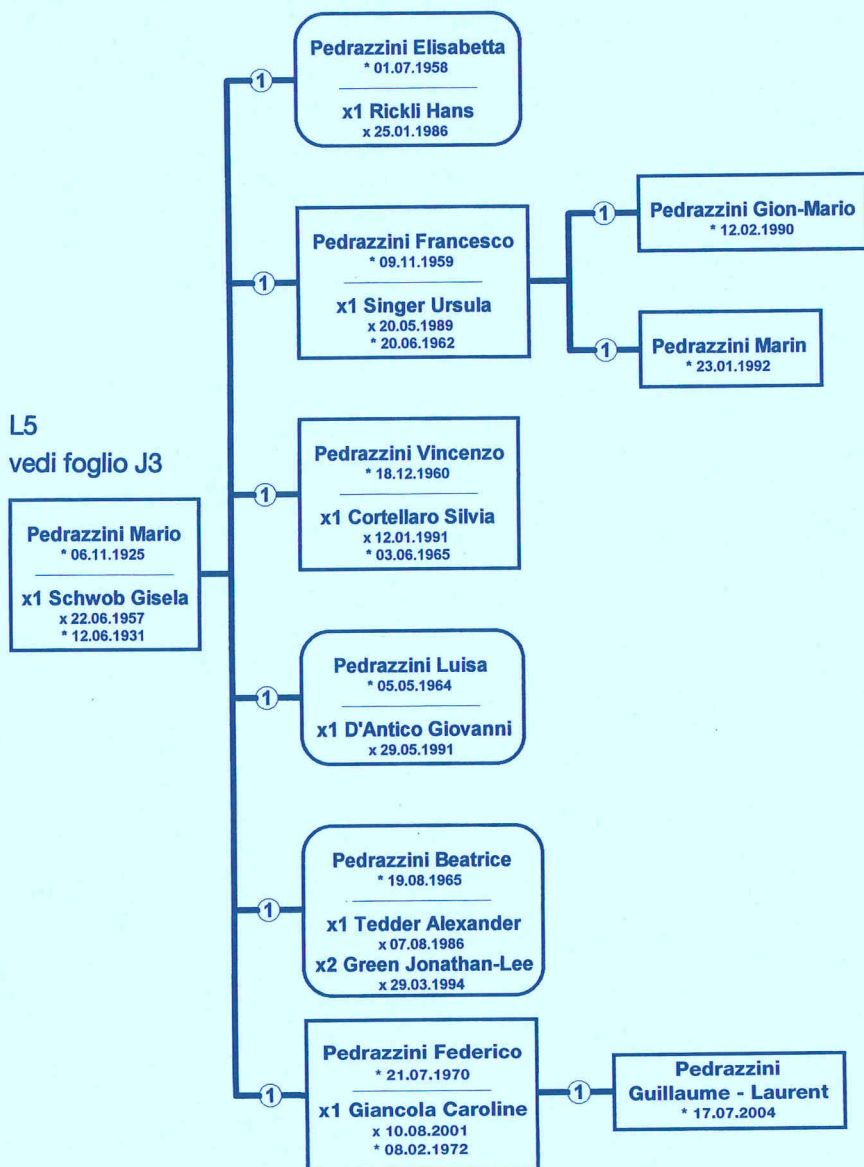 Pedrazzini Elisabetta
* 01.07.1958
x1 Rickli Hans
x 25.01.1986
1
Pedrazzini Francesco
* 09.11.1959
x1 Singer Ursula
x 20.05.1989
* 20.06.1962
1
Pedrazzini Gion-Mario
* 12.02.1990
1
Pedrazzini Marin
* 23.01.1992
1
L5
vedi foglio J3
Pedrazzini Mario
* 06.11.1925
x1 Schwob Gisela
x 22.06.1957
* 12.06.1931
Pedrazzini Vincenzo
* 18.12.1960
x1 Cortellaro Silvia
x 12.01.1991
* 03.06.1965
1
Pedrazzini Luisa
* 05.05.1964
x1 D'Antico Giovanni
x 29.05.1991
1
Pedrazzini Beatrice
* 19.08.1965
x1 Tedder Alexander
x 07.08.1986
x2 Green Jonathan-Lee
x 29.03.1994
1
Pedrazzini Federico
* 21.07.1970
x1 Giancola Caroline
x 10.08.2001
* 08.02.1972
1
Pedrazzini
Guillaume - Laurent
* 17.07.2004
1